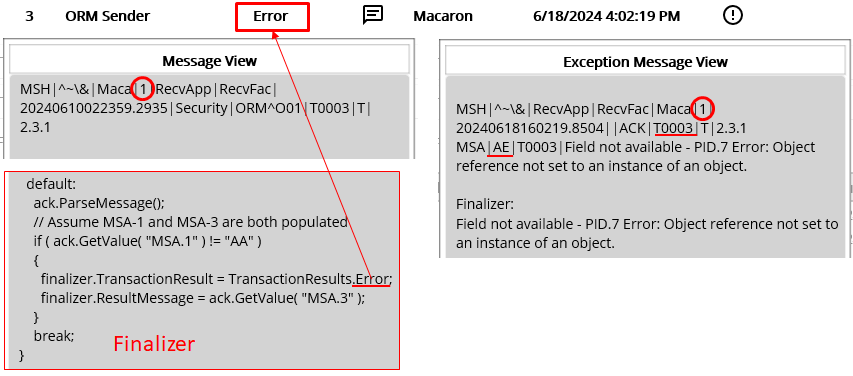 3 ORM Sender Error Macaron 6/18/2024 4:02:19 PM
Message View
MSH|^~\&|Maca|1|RecvApp|RecvFac|
20240610022359.2935|Security|ORM^O01|T0003|T|
2.3.1
default:
ack.ParseMessage();
// Assume MSA-1 and MSA-3 are both populated
if ( ack.GetValue( "MSA.1" ) != "AA" )
{
finalizer.TransactionResult = TransactionResults.Error;
finalizer.ResultMessage = ack.GetValue( "MSA.3" );
}
break;
}
Finalizer
Exception Message View
MSH|^~\&|RecvApp|RecvFac|Maca|1|
20240618160219.8504||ACK|T0003|T|2.3.1
MSA|AE|T0003|Field not available - PID.7 Error: Object
reference not set to an instance of an object.
Finalizer:
Field not available - PID.7 Error: Object reference not set to
an instance of an object.